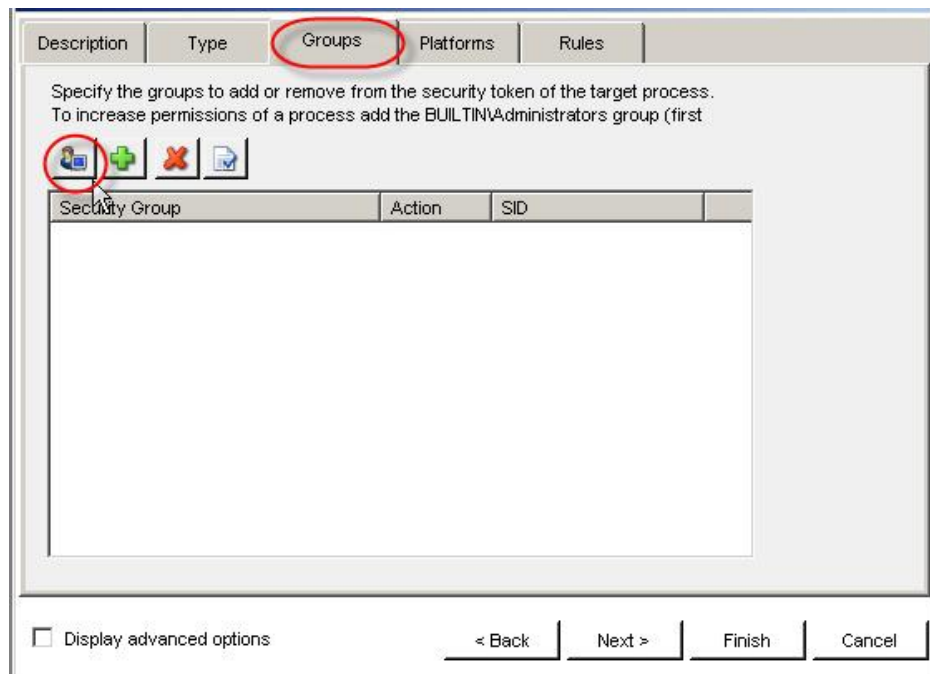 Description Type Groups Platforms Rules
Specify the groups to add or remove from the security token of the target process.
To increase permissions of a process add the BUILTIN\Administrators group (first
Security Group Action SID
Display advanced options < Back Next > Finish Cancel